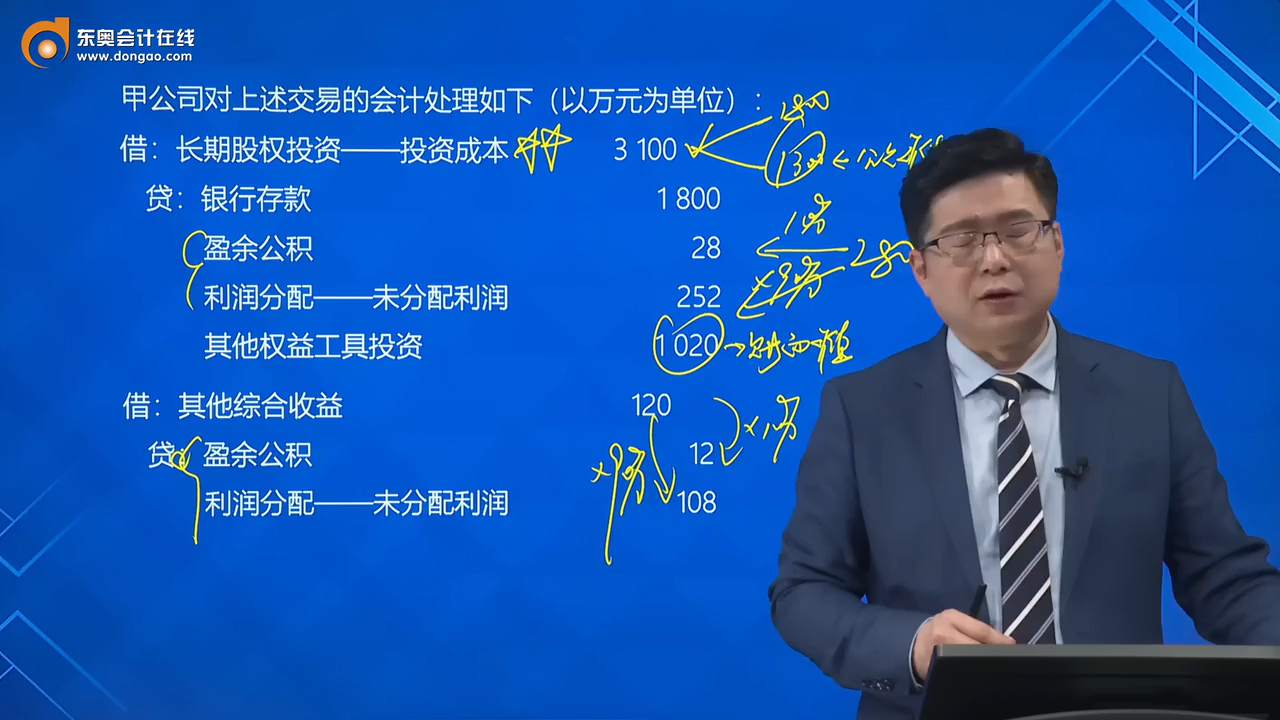 东奥会计在线
www.dongao.com
甲公司对上述交易的会计处理如下（以万元为单位）：
借：长期股权投资——投资成本 3 100
贷：银行存款 1 800
盈余公积 28
利润分配——未分配利润 252
其他权益工具投资 1 020
借：其他综合收益 120
贷：盈余公积 12
利润分配——未分配利润 108